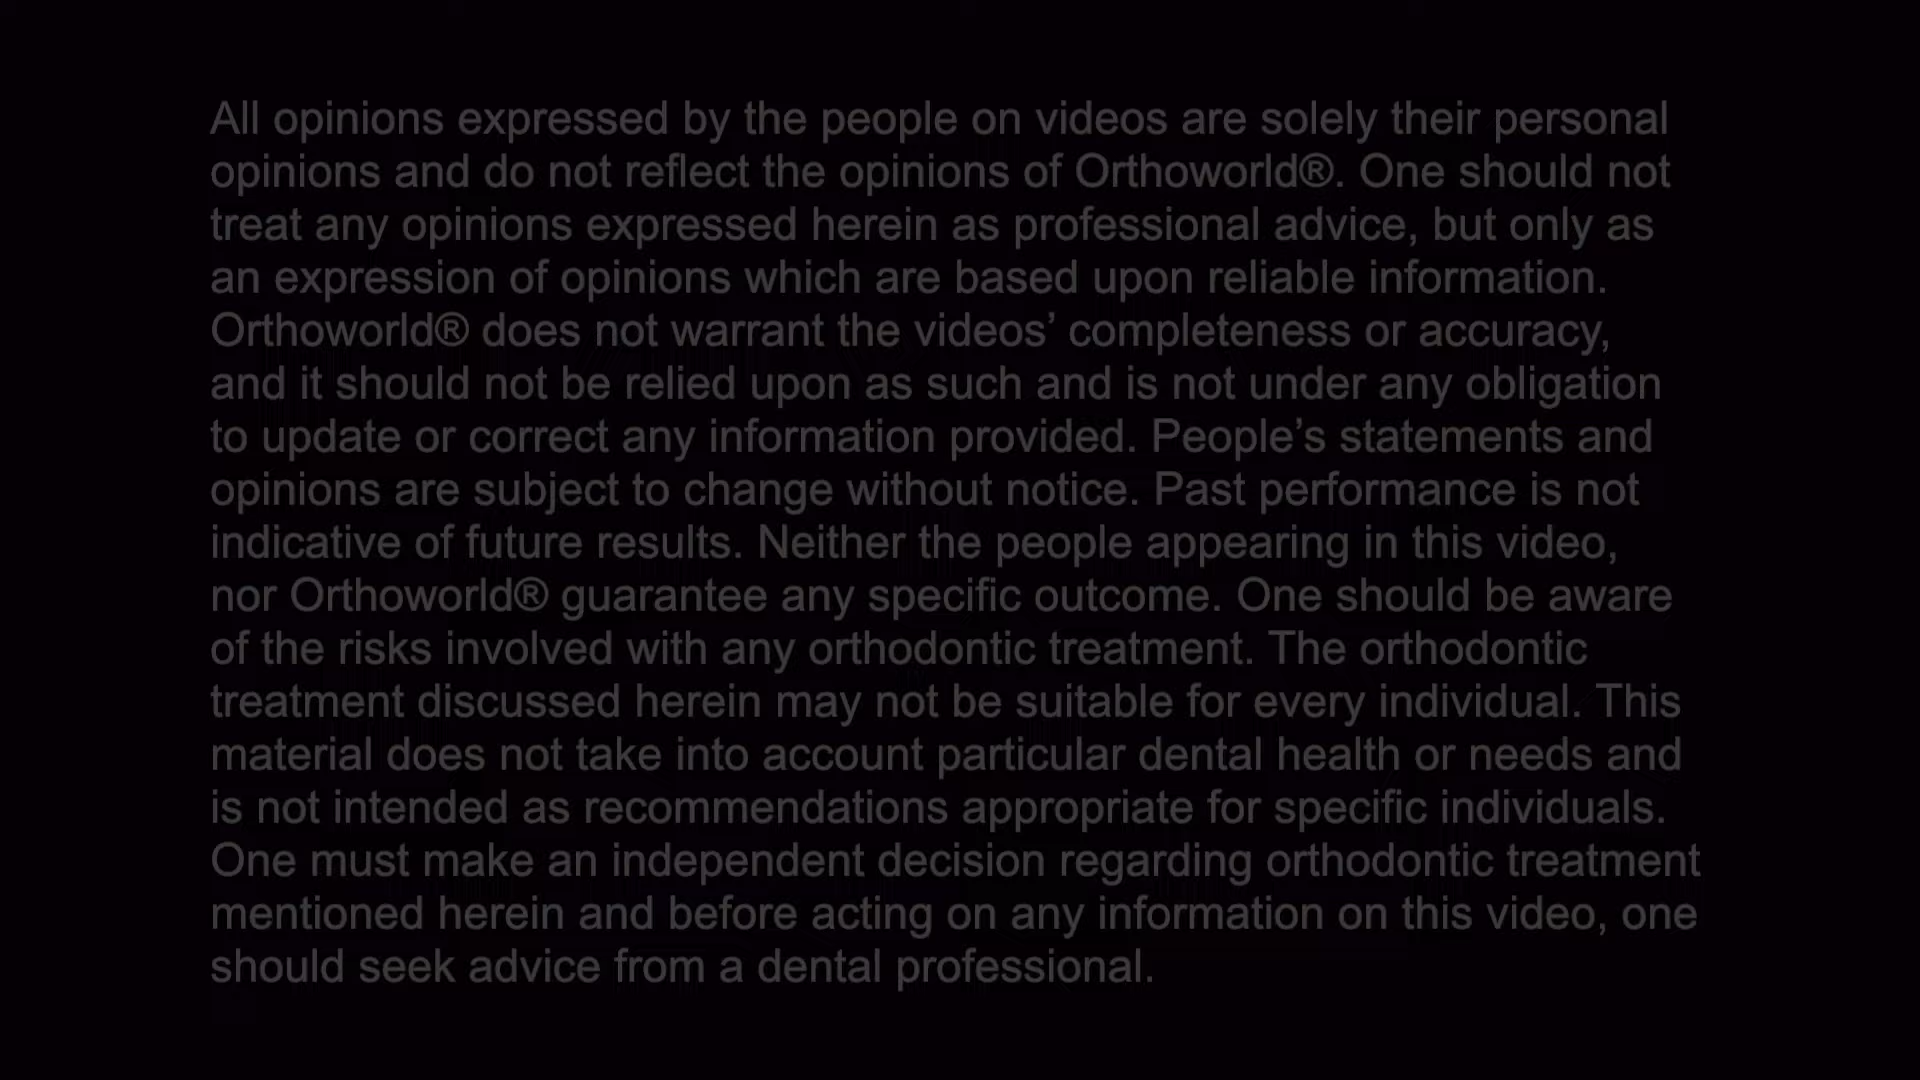 All opinions expressed by the people on videos are solely their personal
opinions and do not reflect the opinions of Orthoworld®. One should not
treat any opinions expressed herein as professional advice, but only as
an expression of opinions which are based upon reliable information.
Orthoworld® does not warrant the videos’ completeness or accuracy,
and it should not be relied upon as such and is not under any obligation
to update or correct any information provided. People’s statements and
opinions are subject to change without notice. Past performance is not
indicative of future results. Neither the people appearing in this video,
nor Orthoworld® guarantee any specific outcome. One should be aware
of the risks involved with any orthodontic treatment. The orthodontic
treatment discussed herein may not be suitable for every individual. This
material does not take into account particular dental health or needs and
is not intended as recommendations appropriate for specific individuals.
One must make an independent decision regarding orthodontic treatment
mentioned herein and before acting on any information on this video, one
should seek advice from a dental professional.